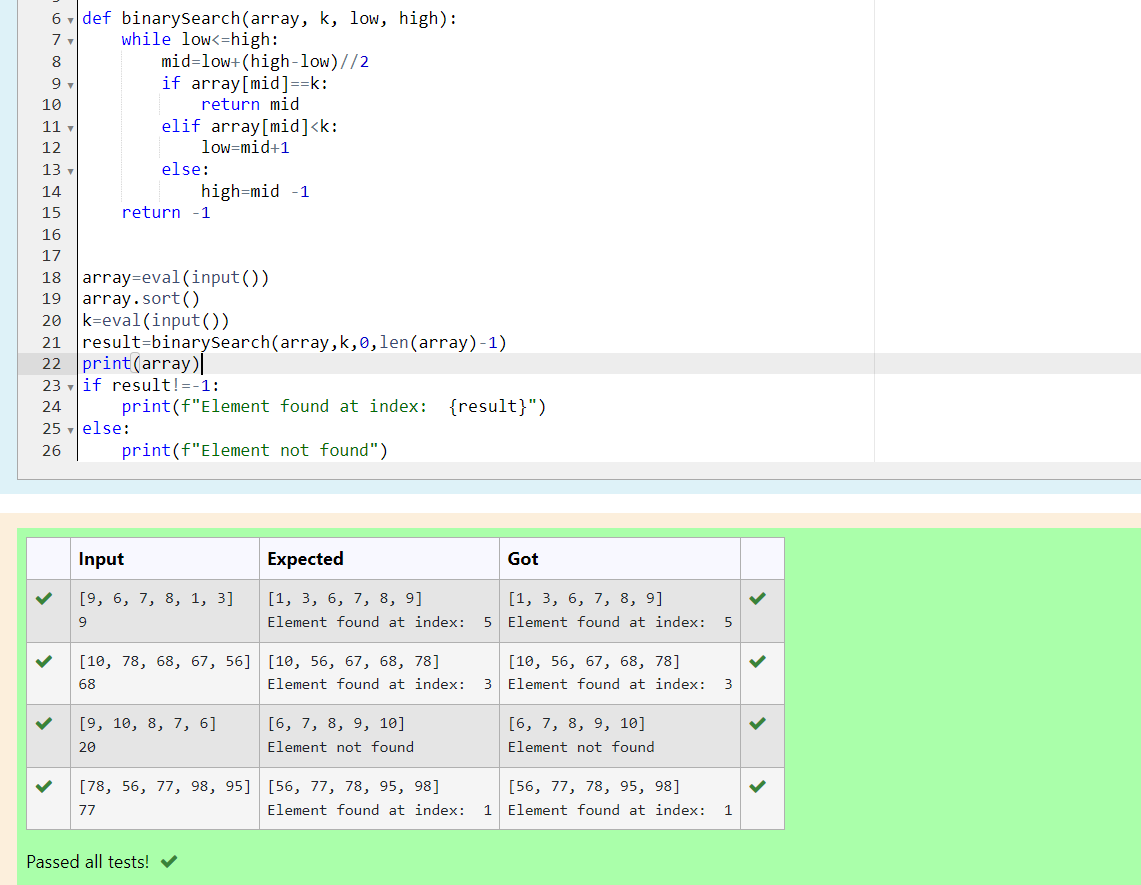 6 def binarySearch(array, k, low, high):
7     while low<=high:
8         mid=low+(high-low)//2
9         if array[mid]==k:
10             return mid
11         elif array[mid]<k:
12             low=mid+1
13         else:
14             high=mid -1
15     return -1
16
17
18 array=eval(input())
19 array.sort()
20 k=eval(input())
21 result=binarySearch(array,k,0,len(array)-1)
22 print(array)
23 if result!=-1:
24     print(f"Element found at index:  {result}")
25 else:
26     print(f"Element not found")
Input Expected Got
[9, 6, 7, 8, 1, 3] [1, 3, 6, 7, 8, 9] [1, 3, 6, 7, 8, 9]
9 Element found at index:  5 Element found at index:  5
[10, 78, 68, 67, 56] [10, 56, 67, 68, 78] [10, 56, 67, 68, 78]
68 Element found at index:  3 Element found at index:  3
[9, 10, 8, 7, 6] [6, 7, 8, 9, 10] [6, 7, 8, 9, 10]
20 Element not found Element not found
[78, 56, 77, 98, 95] [56, 77, 78, 95, 98] [56, 77, 78, 95, 98]
77 Element found at index:  1 Element found at index:  1
Passed all tests!